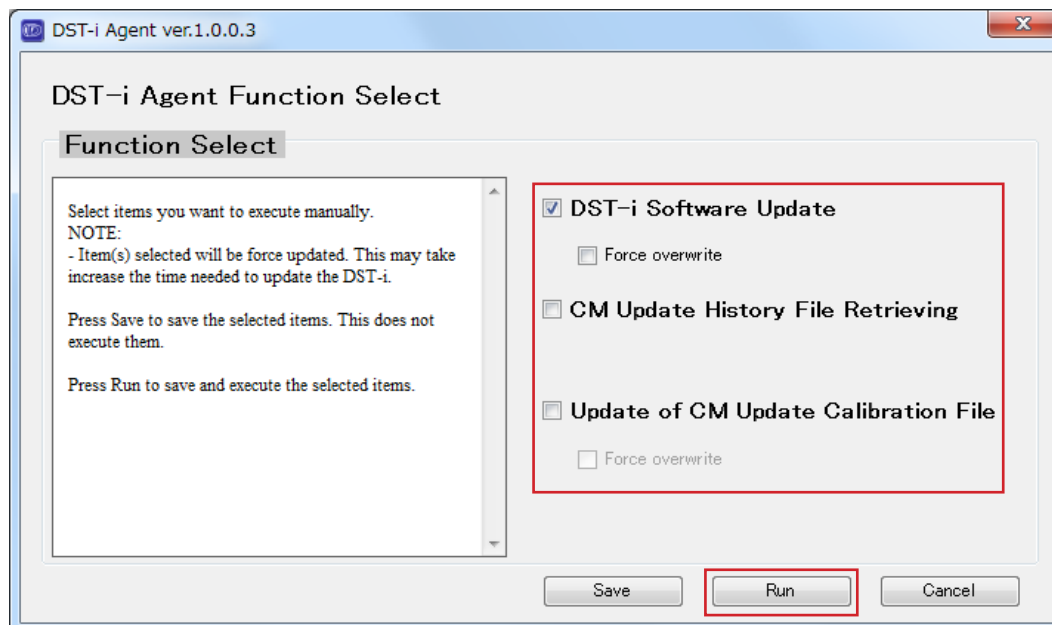 DST-i Agent ver.1.0.0.3
DST-i Agent Function Select
Function Select
Select items you want to execute manually.
NOTE:
- Item(s) selected will be force updated. This may take
increase the time needed to update the DST-i.
Press Save to save the selected items. This does not
execute them.
Press Run to save and execute the selected items.
DST-i Software Update
Force overwrite
CM Update History File Retrieving
Update of CM Update Calibration File
Force overwrite
Save
Run
Cancel